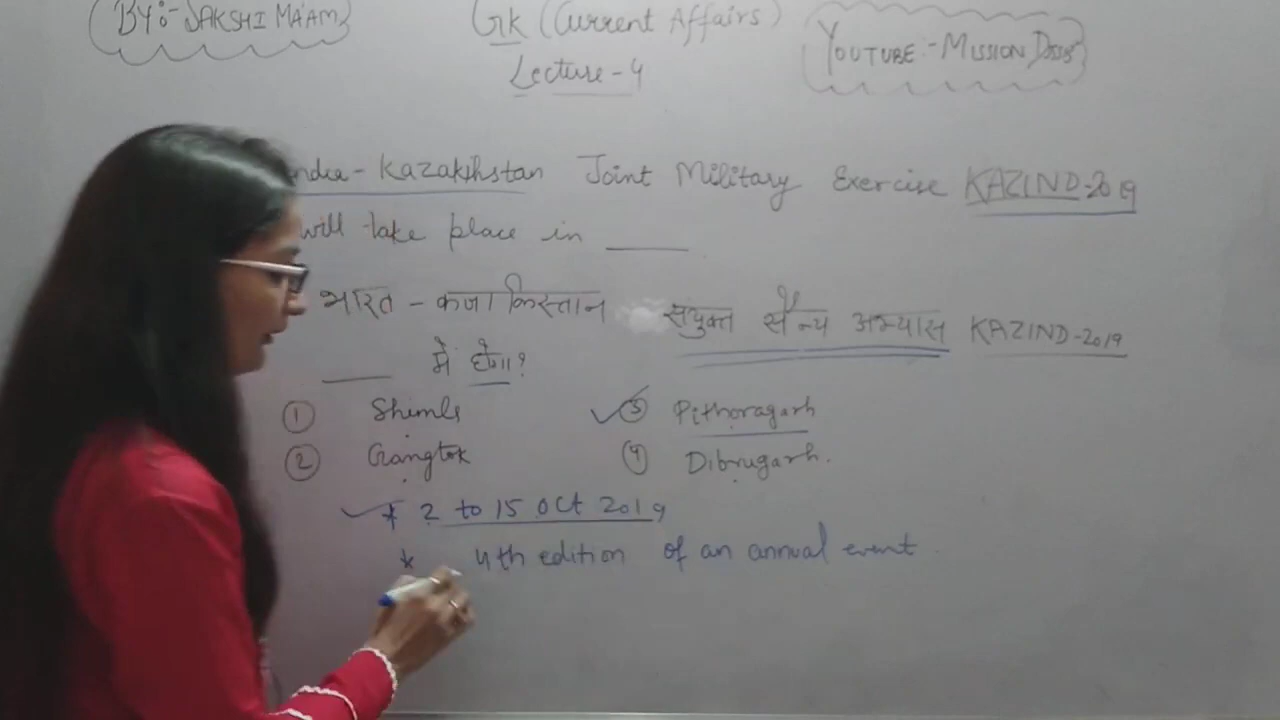 BY:- SAKSHI MA'AM
GK (Current Affairs)
Lecture-4
YOUTUBE:- MISSION
India-Kazakhstan Joint Military Exercise KAZIND-2019
will take place in ____
भारत - कजाकिस्तान संयुक्त सैन्य अभ्यास KAZIND-2019
____ में होगा?
① Shimla ③ Pithoragarh
② Gangtok ④ Dibrugarh.
* 2 to 15 Oct 2019
* 4th edition of an annual event